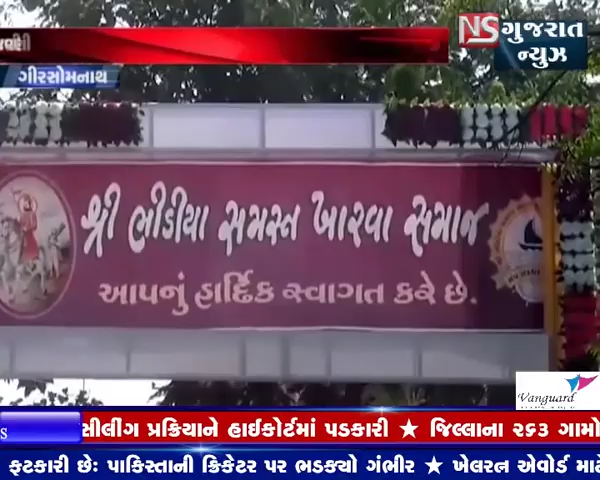 NS ગુજરાત
ન્યુઝ
ગીરસોમનાથ
શ્રી ભીડીયા સમસ્ત ખારવા સમાજ
આપનું હાર્દિક સ્વાગત કરે છે.
Vanguard
સીલીંગ પ્રક્રિયાને હાઈકોર્ટમાં પડકારી ★ જિલ્લાના ૨૬૩ ગામો
ફટકારી છેઃ પાકિસ્તાની ક્રિકેટર પર ભડક્યો ગંભીર ★ ખેલરત્ન એવોર્ડ માટે